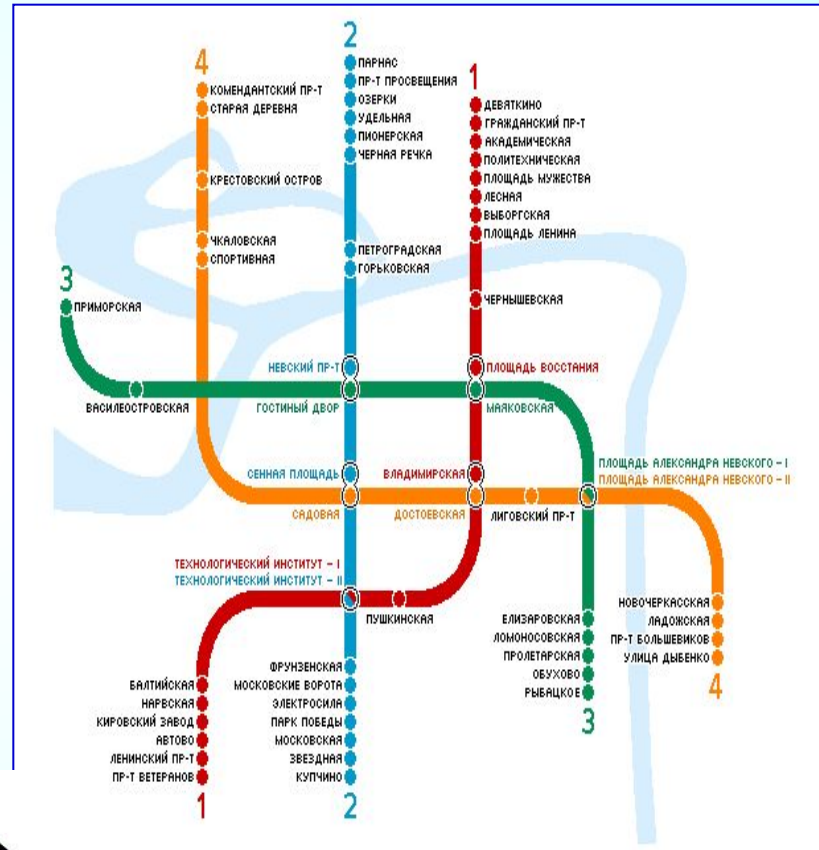 2
4
1
3
КОМЕНДАНТСКИЙ ПР-Т
СТАРАЯ ДЕРЕВНЯ
КРЕСТОВСКИЙ ОСТРОВ
ЧКАЛОВСКАЯ
СПОРТИВНАЯ
ПАРНАС
ПР-Т ПРОСВЕЩЕНИЯ
ОЗЕРКИ
УДЕЛЬНАЯ
ПИОНЕРСКАЯ
ЧЕРНАЯ РЕЧКА
ПЕТРОГРАДСКАЯ
ГОРЬКОВСКАЯ
ДЕВЯТКИНО
ГРАЖДАНСКИЙ ПР-Т
АКАДЕМИЧЕСКАЯ
ПОЛИТЕХНИЧЕСКАЯ
ПЛОЩАДЬ МУЖЕСТВА
ЛЕСНАЯ
ВЫБОРГСКАЯ
ПЛОЩАДЬ ЛЕНИНА
ЧЕРНЫШЕВСКАЯ
ПРИМОРСКАЯ
ВАСИЛЕОСТРОВСКАЯ
НЕВСКИЙ ПР-Т
ГОСТИНЫЙ ДВОР
ПЛОЩАДЬ ВОССТАНИЯ
МАЯКОВСКАЯ
СЕННАЯ ПЛОЩАДЬ
САДОВАЯ
ВЛАДИМИРСКАЯ
ДОСТОЕВСКАЯ
ЛИГОВСКИЙ ПР-Т
ПЛОЩАДЬ АЛЕКСАНДРА НЕВСКОГО – I
ПЛОЩАДЬ АЛЕКСАНДРА НЕВСКОГО – II
ТЕХНОЛОГИЧЕСКИЙ ИНСТИТУТ – I
ТЕХНОЛОГИЧЕСКИЙ ИНСТИТУТ – II
ПУШКИНСКАЯ
БАЛТИЙСКАЯ
НАРВСКАЯ
КИРОВСКИЙ ЗАВОД
АВТОВО
ЛЕНИНСКИЙ ПР-Т
ПР-Т ВЕТЕРАНОВ
1
ФРУНЗЕНСКАЯ
МОСКОВСКИЕ ВОРОТА
ЭЛЕКТРОСИЛА
ПАРК ПОБЕДЫ
МОСКОВСКАЯ
ЗВЕЗДНАЯ
КУПЧИНО
2
ЕЛИЗАРОВСКАЯ
ЛОМОНОСОВСКАЯ
ПРОЛЕТАРСКАЯ
ОБУХОВО
РЫБАЦКОЕ
3
НОВОЧЕРКАССКАЯ
ЛАДОЖСКАЯ
ПР-Т БОЛЬШЕВИКОВ
УЛИЦА ДЫБЕНКО
4